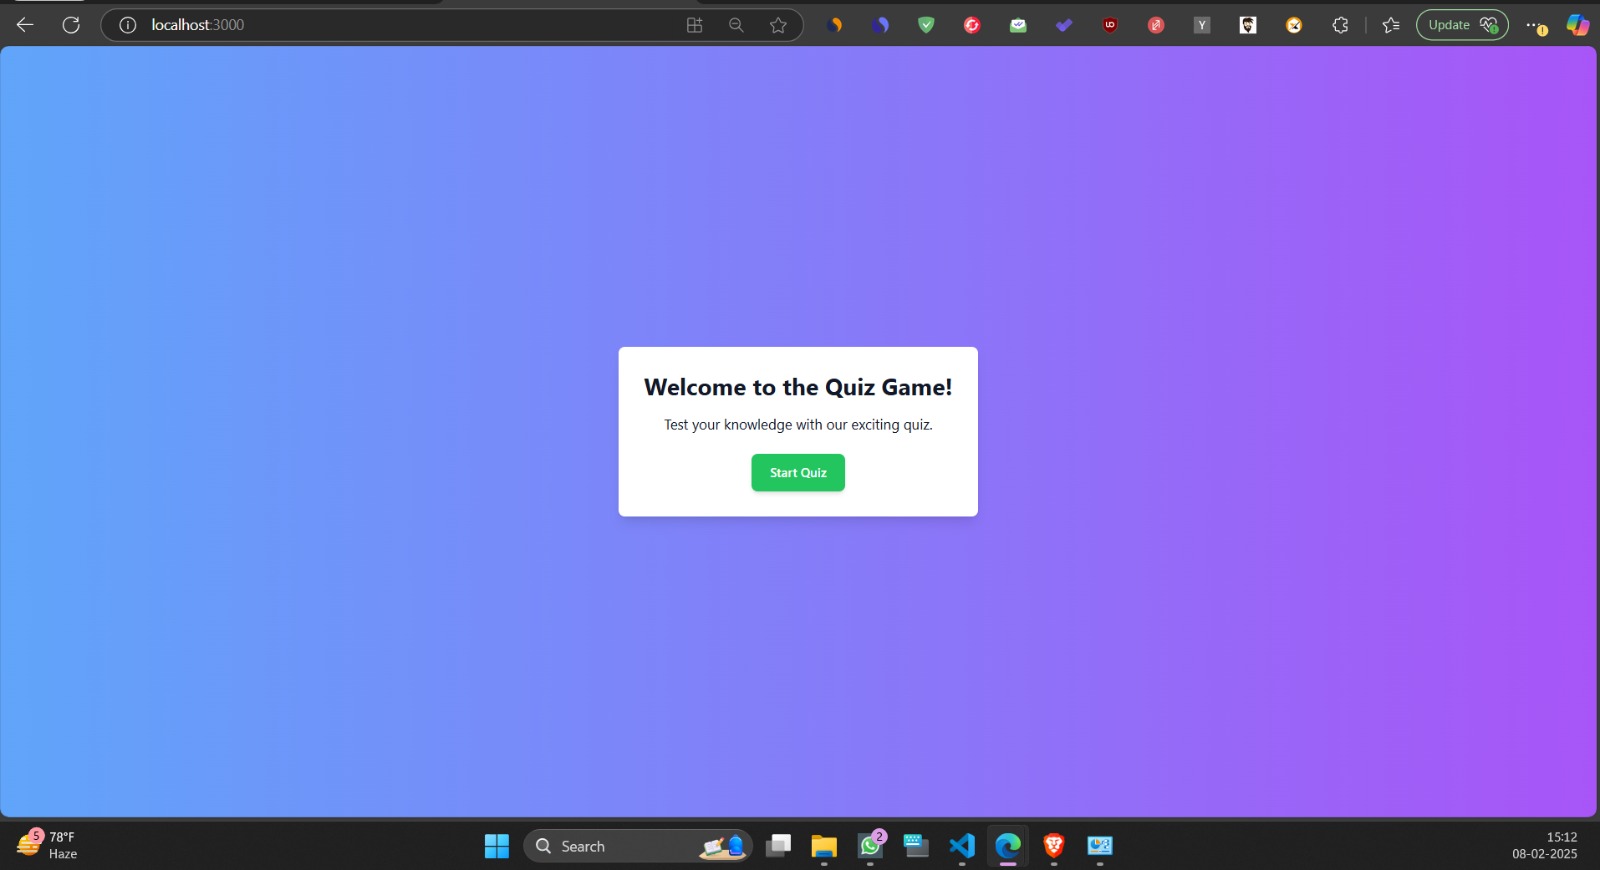 localhost:3000
Y
Update
Welcome to the Quiz Game!
Test your knowledge with our exciting quiz.
Start Quiz
5
78°F
Haze
Search
2
15:12
08-02-2025